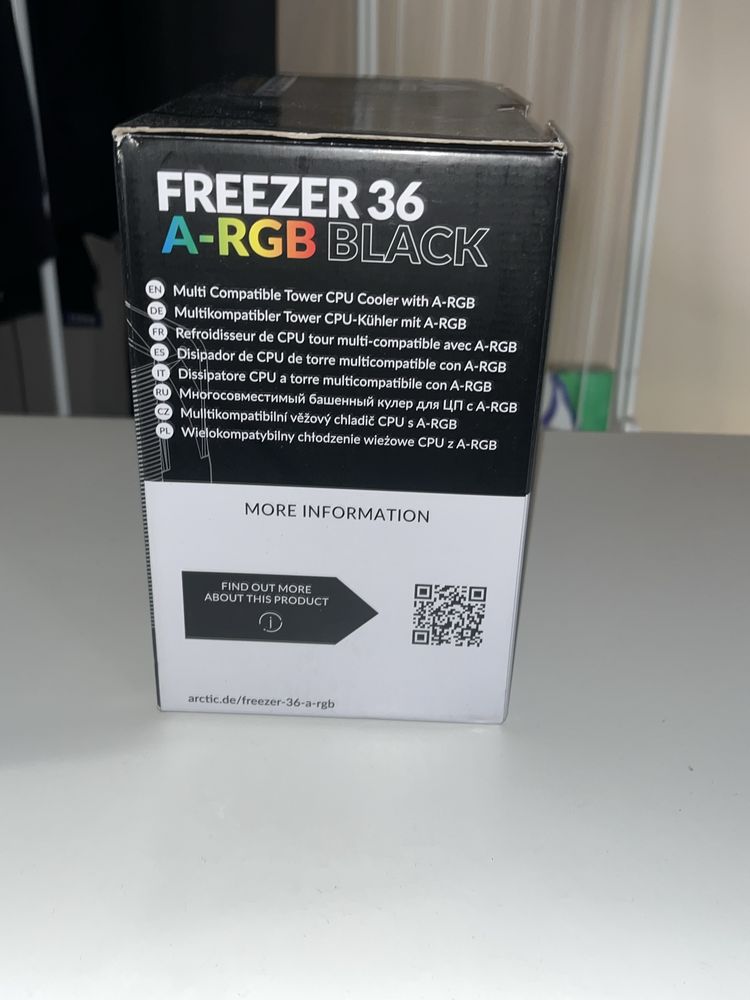 FREEZER 36
A-RGB BLACK
EN Multi Compatible Tower CPU Cooler with A-RGB
DE Multikompatibler Tower CPU-Kühler mit A-RGB
FR Refroidisseur de CPU tour multi-compatible avec A-RGB
ES Disipador de CPU de torre multicompatible con A-RGB
IT Dissipatore CPU a torre multicompatibile con A-RGB
RU Многосовместимый башенный кулер для ЦП с A-RGB
CZ Multikompatibilní věžový chladič CPU s A-RGB
PL Wielokompatybilny chłodzenie wieżowe CPU z A-RGB
MORE INFORMATION
FIND OUT MORE
ABOUT THIS PRODUCT
i
arctic.de/freezer-36-a-rgb